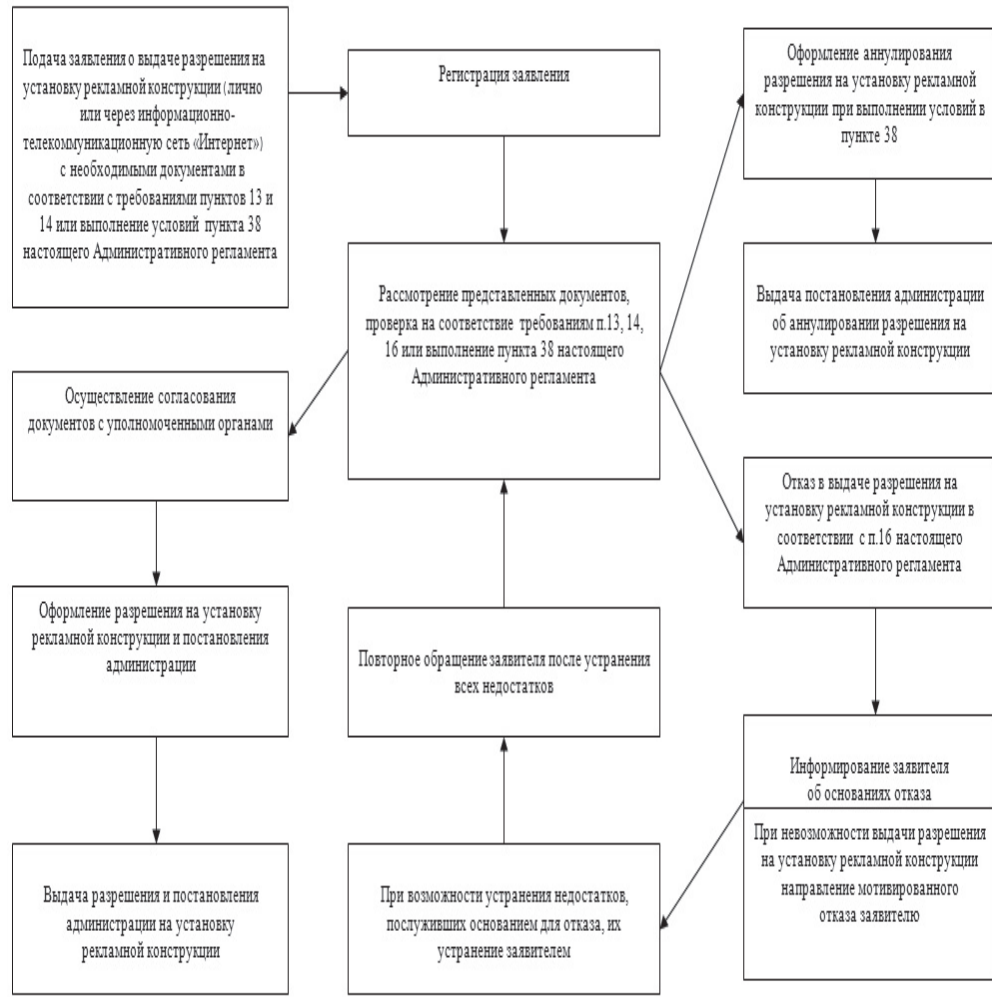 Подача заявления о выдаче разрешения на
установку рекламной конструкции (лично
или через информационно-
телекоммуникационную сеть «Интернет»)
с необходимыми документами в
соответствии с требованиями пунктов 13 и
14 или выполнение условий пункта 38
настоящего Административного регламента
Регистрация заявления
Оформление аннулирования
разрешения на установку рекламной
конструкции при выполнении условий в
пункте 38
Рассмотрение представленных документов,
проверка на соответствие требованиям п.13, 14,
16 или выполнение пункта 38 настоящего
Административного регламента
Выдача постановления администрации
об аннулировании разрешения на
установку рекламной конструкции
Осуществление согласования
документов с уполномоченными органами
Отказ в выдаче разрешения на
установку рекламной конструкции в
соответствии с п.16 настоящего
Административного регламента
Оформление разрешения на установку
рекламной конструкции и постановления
администрации
Повторное обращение заявителя после устранения
всех недостатков
Информирование заявителя
об основаниях отказа
При невозможности выдачи разрешения
на установку рекламной конструкции
направление мотивированного
отказа заявителю
Выдача разрешения и постановления
администрации на установку
рекламной конструкции
При возможности устранения недостатков,
послуживших основанием для отказа, их
устранение заявителем